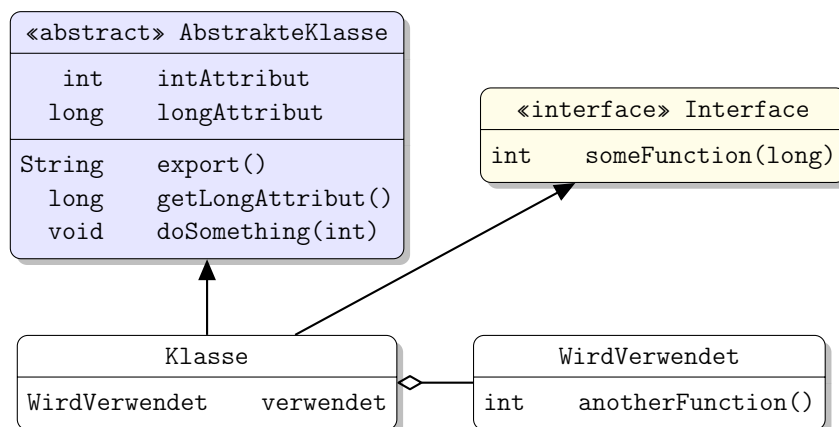 «abstract» AbstrakteKlasse
int intAttribut
long longAttribut
String export()
long getLongAttribut()
void doSomething(int)
«interface» Interface
int someFunction(long)
Klasse
WirdVerwendet verwendet
WirdVerwendet
int anotherFunction()